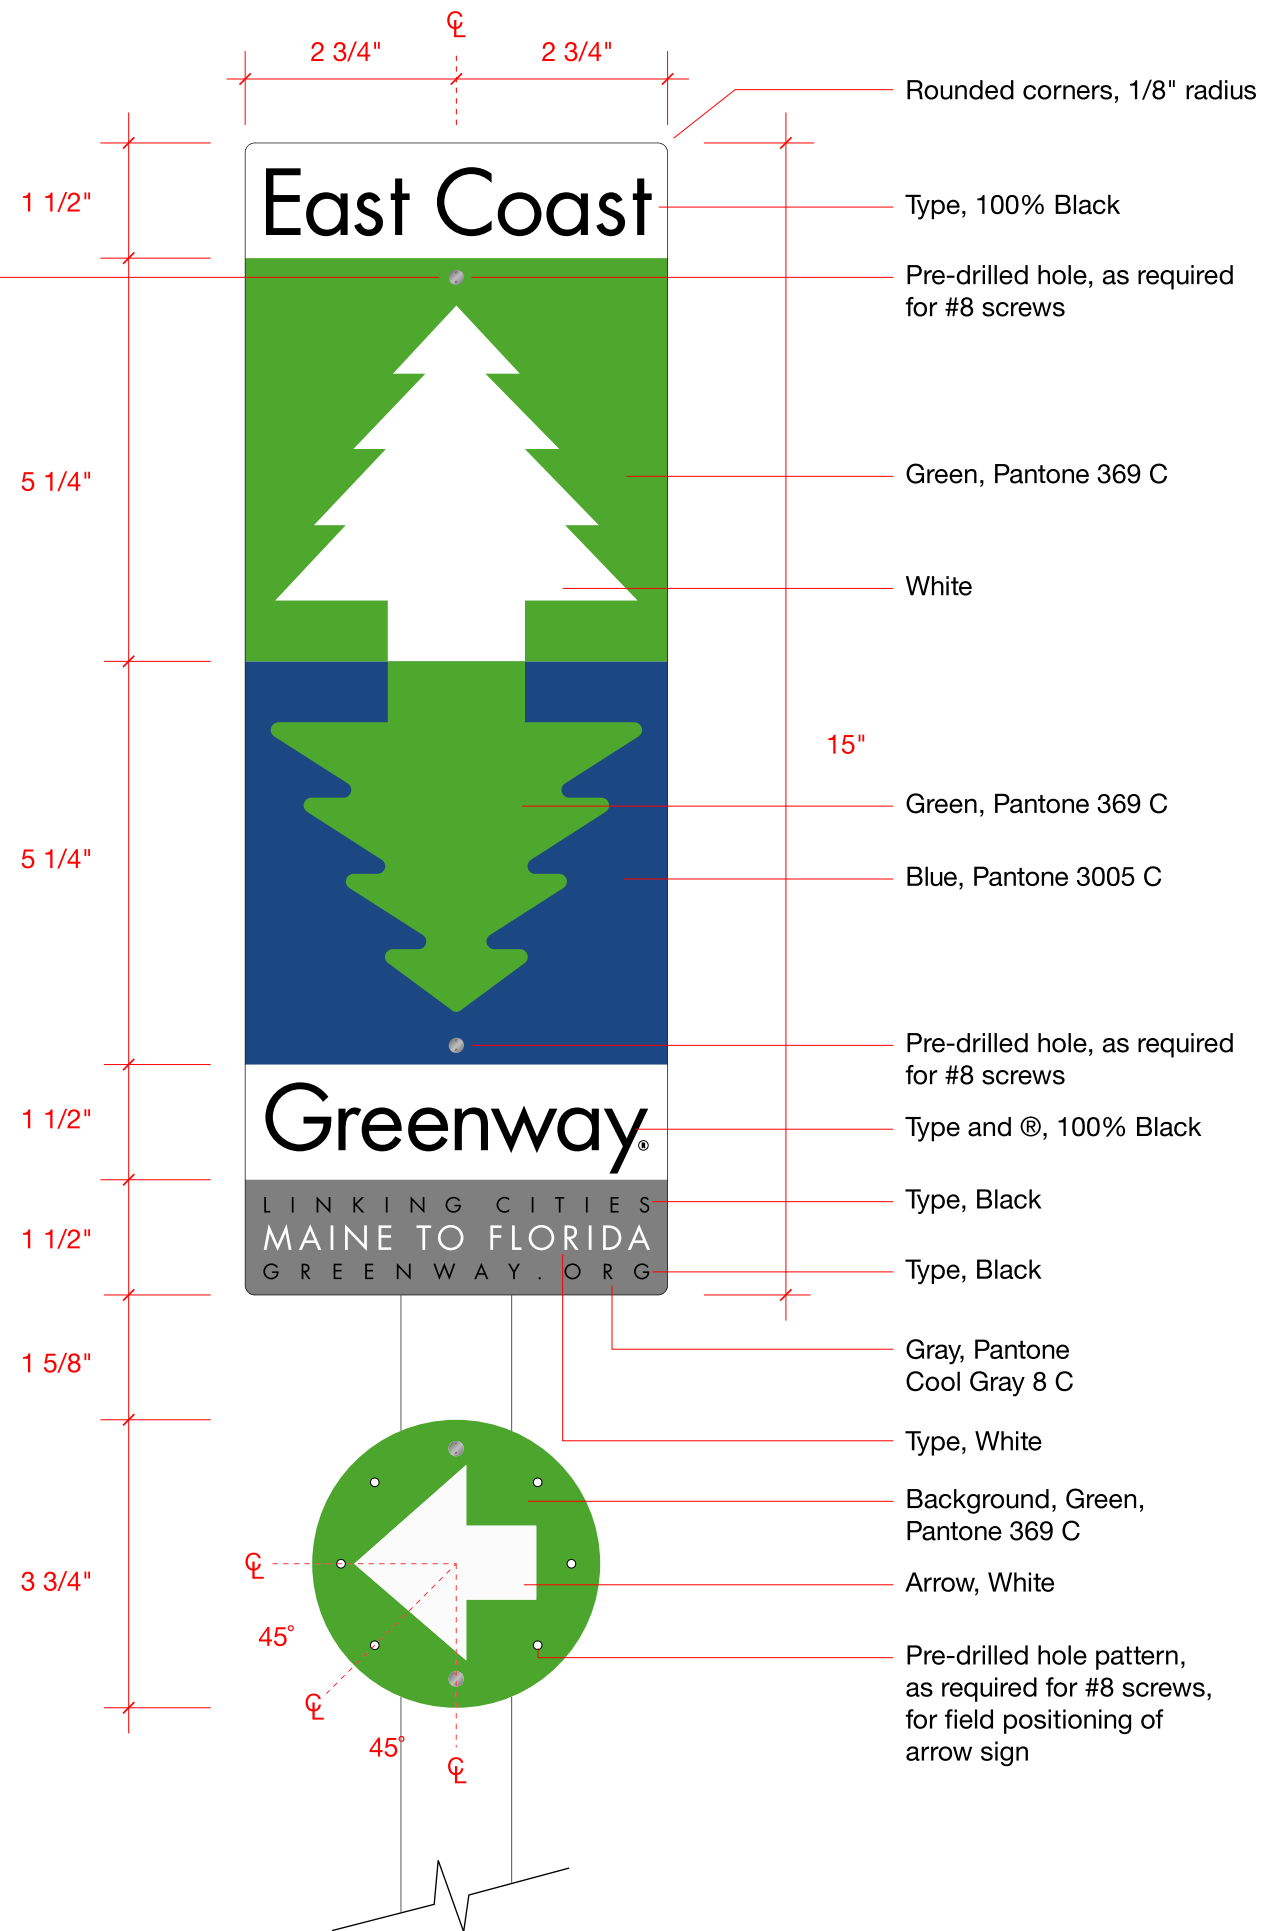 ℄
2 3/4" 2 3/4"
Rounded corners, 1/8" radius
East Coast
1 1/2"
Type, 100% Black
Pre-drilled hole, as required
for #8 screws
5 1/4"
Green, Pantone 369 C
White
15"
Green, Pantone 369 C
5 1/4"
Blue, Pantone 3005 C
Pre-drilled hole, as required
for #8 screws
Greenway®
1 1/2"
Type and ®, 100% Black
LINKING CITIES
Type, Black
MAINE TO FLORIDA
1 1/2"
GREENWAY.ORG
Type, Black
1 5/8"
Gray, Pantone
Cool Gray 8 C
Type, White
Background, Green,
Pantone 369 C
℄
3 3/4"
Arrow, White
45°
Pre-drilled hole pattern,
as required for #8 screws,
for field positioning of
arrow sign
℄
45°
℄